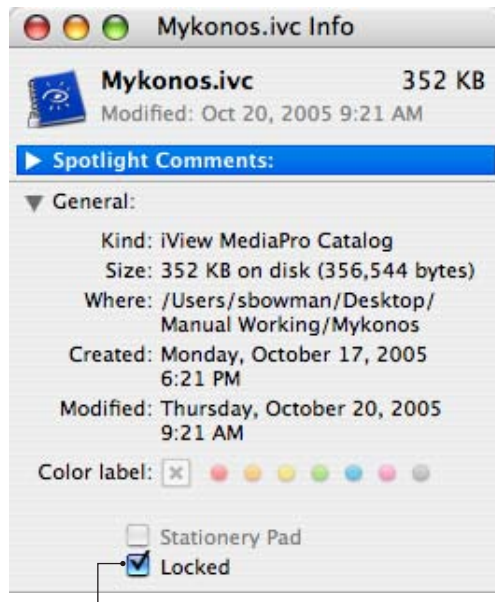 Mykonos.ivc Info
Mykonos.ivc 352 KB
Modified: Oct 20, 2005 9:21 AM
Spotlight Comments:
General:
Kind: iView MediaPro Catalog
Size: 352 KB on disk (356,544 bytes)
Where: /Users/sbowman/Desktop/
Manual Working/Mykonos
Created: Monday, October 17, 2005
6:21 PM
Modified: Thursday, October 20, 2005
9:21 AM
Color label:
Stationery Pad
Locked